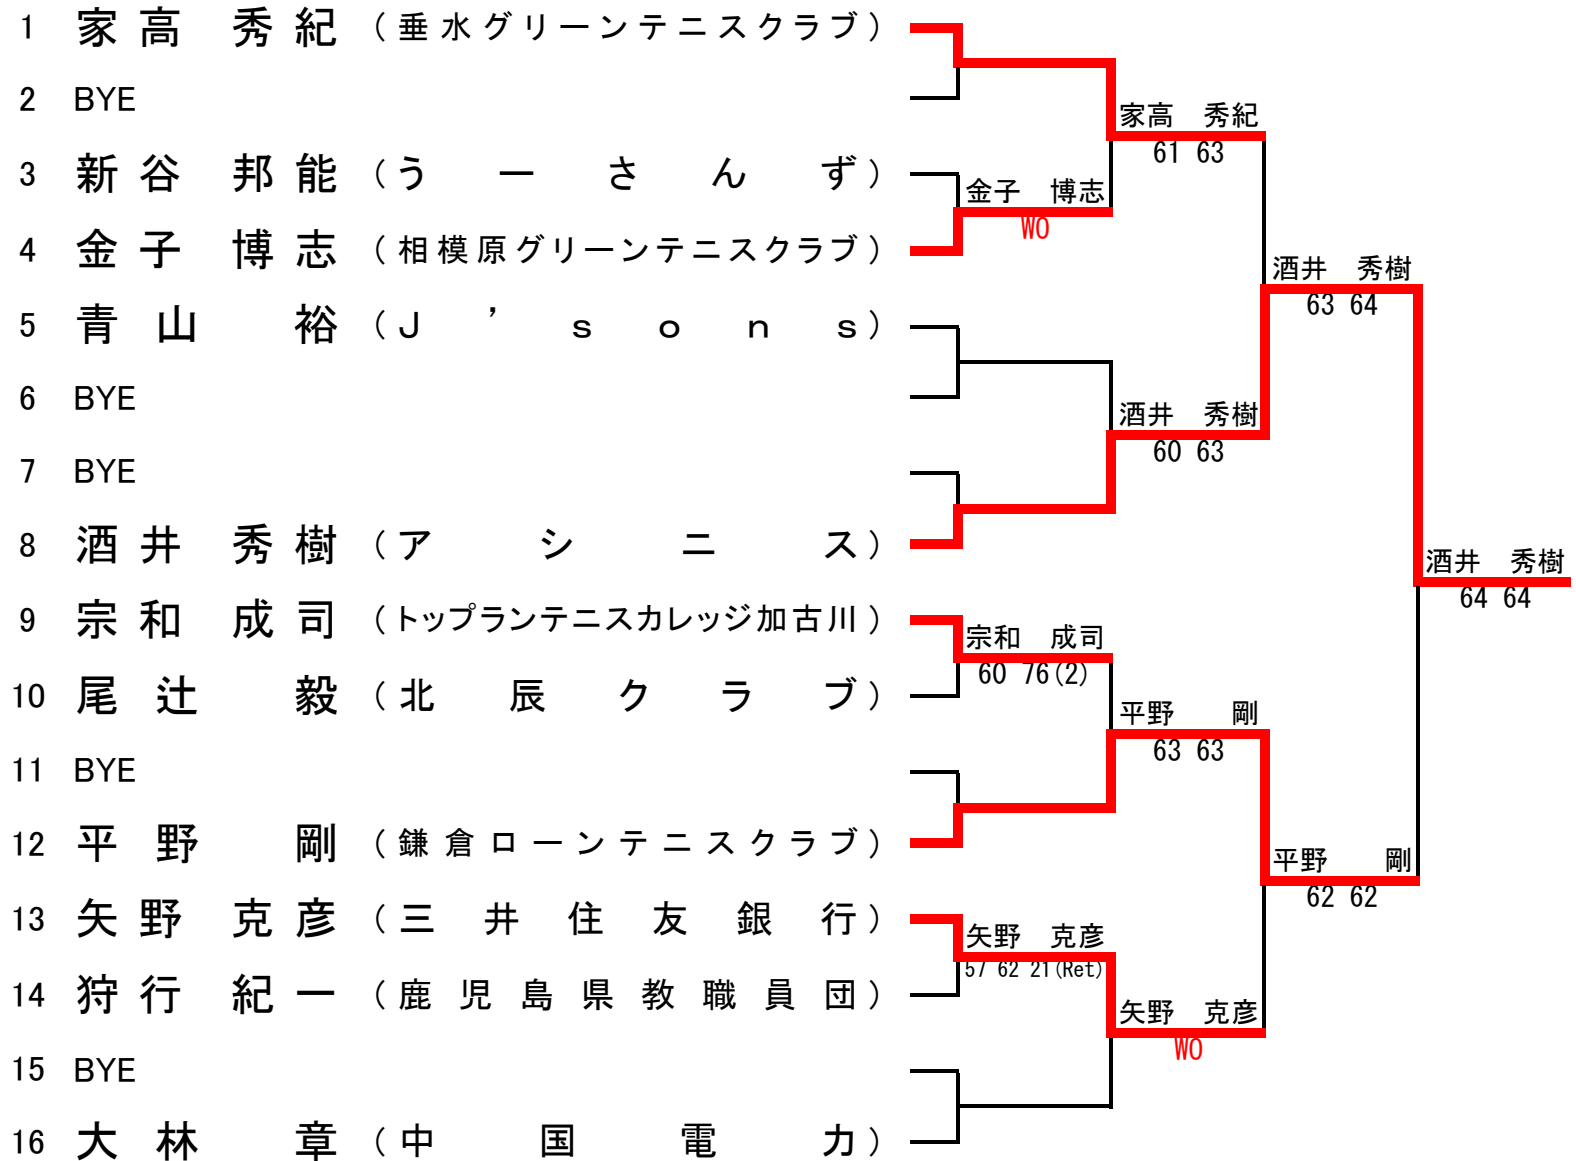 1 家高 秀紀 (垂水グリーンテニスクラブ)
2 BYE
家高 秀紀
61 63
3 新谷 邦能 (うーさんず)
金子 博志
WO
4 金子 博志 (相模原グリーンテニスクラブ)
酒井 秀樹
63 64
5 青山 裕 (J'sons)
6 BYE
酒井 秀樹
60 63
7 BYE
8 酒井 秀樹 (アシニス)
酒井 秀樹
64 64
9 宗和 成司 (トップランテニスカレッジ加古川)
宗和 成司
60 76(2)
10 尾辻 毅 (北辰クラブ)
平野 剛
63 63
11 BYE
12 平野 剛 (鎌倉ローンテニスクラブ)
平野 剛
62 62
13 矢野 克彦 (三井住友銀行)
矢野 克彦
57 62 21(Ret)
14 狩行 紀一 (鹿児島県教職員団)
矢野 克彦
WO
15 BYE
16 大林 章 (中国電力)